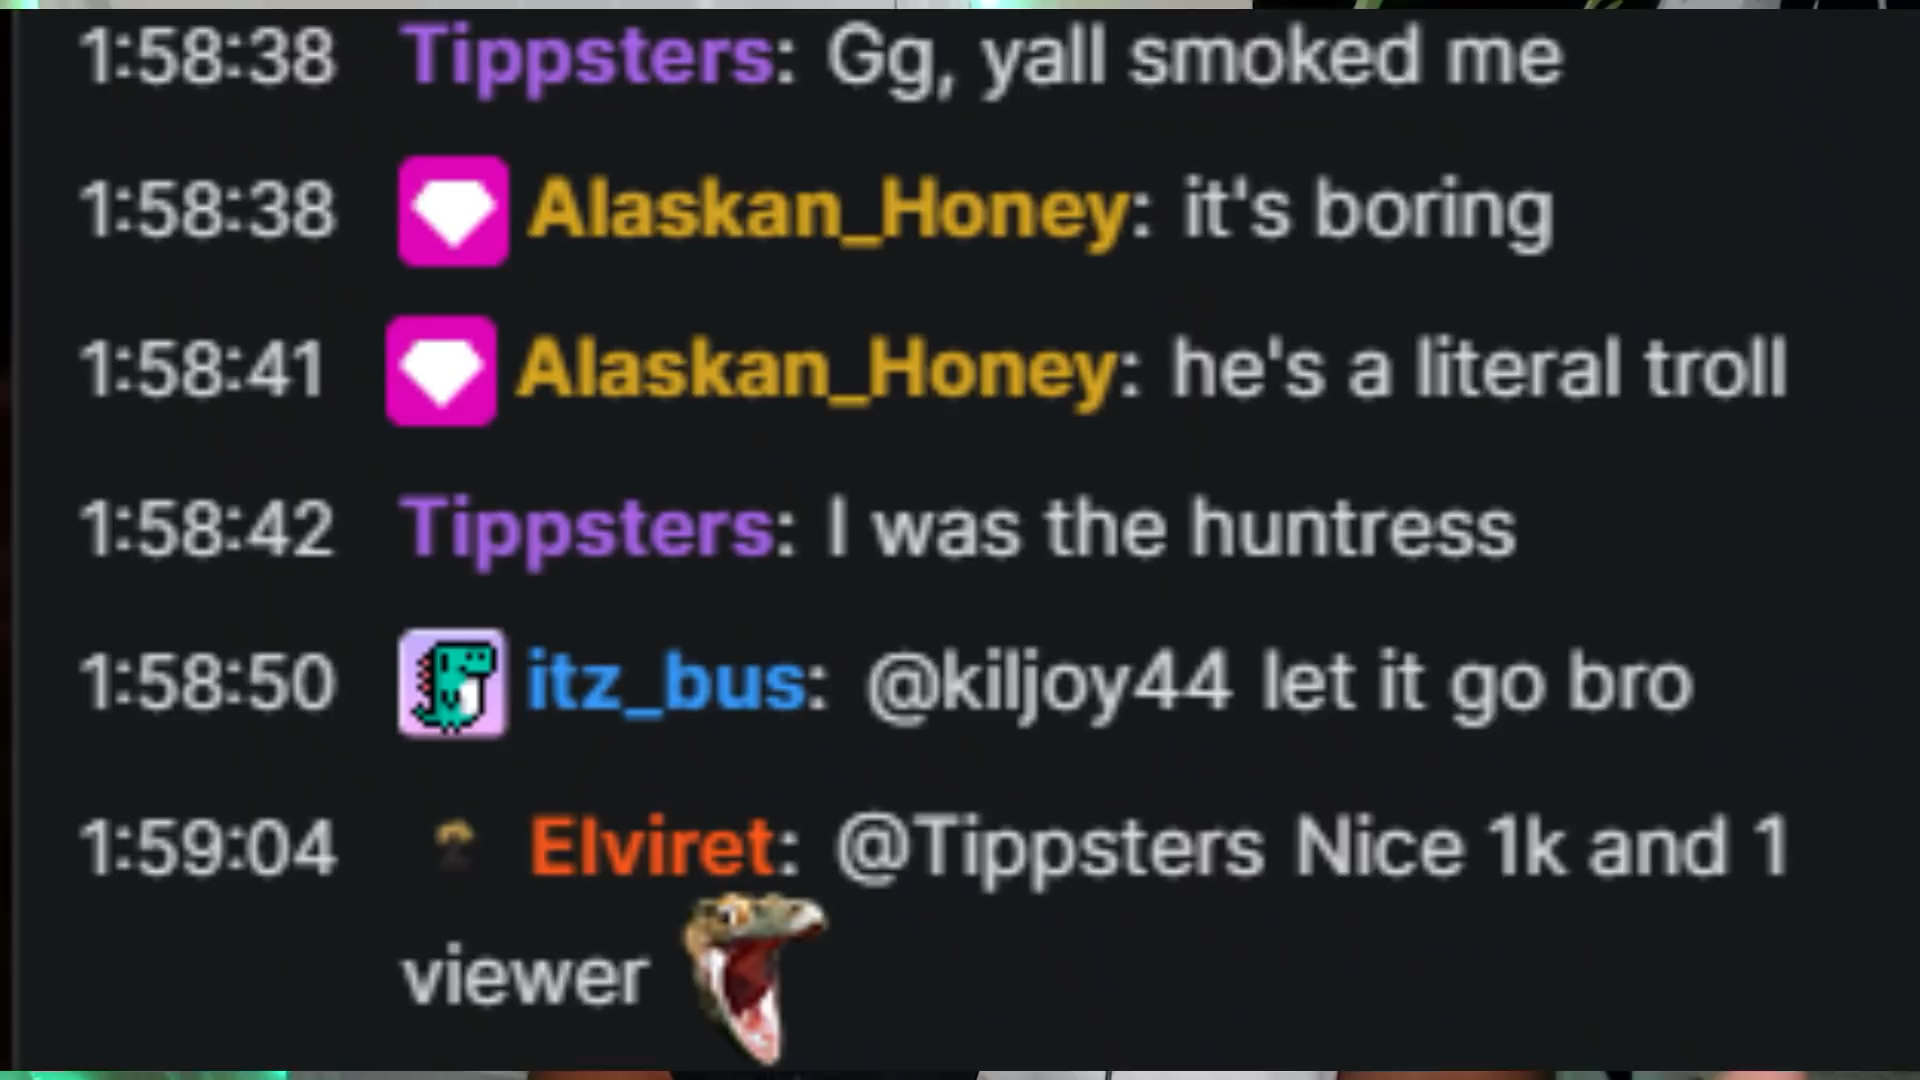 1:58:38 Tippsters: Gg, yall smoked me
1:58:38 Alaskan_Honey: it's boring
1:58:41 Alaskan_Honey: he's a literal troll
1:58:42 Tippsters: I was the huntress
1:58:50 itz_bus: @kiljoy44 let it go bro
1:59:04 Elviret: @Tippsters Nice 1k and 1
viewer